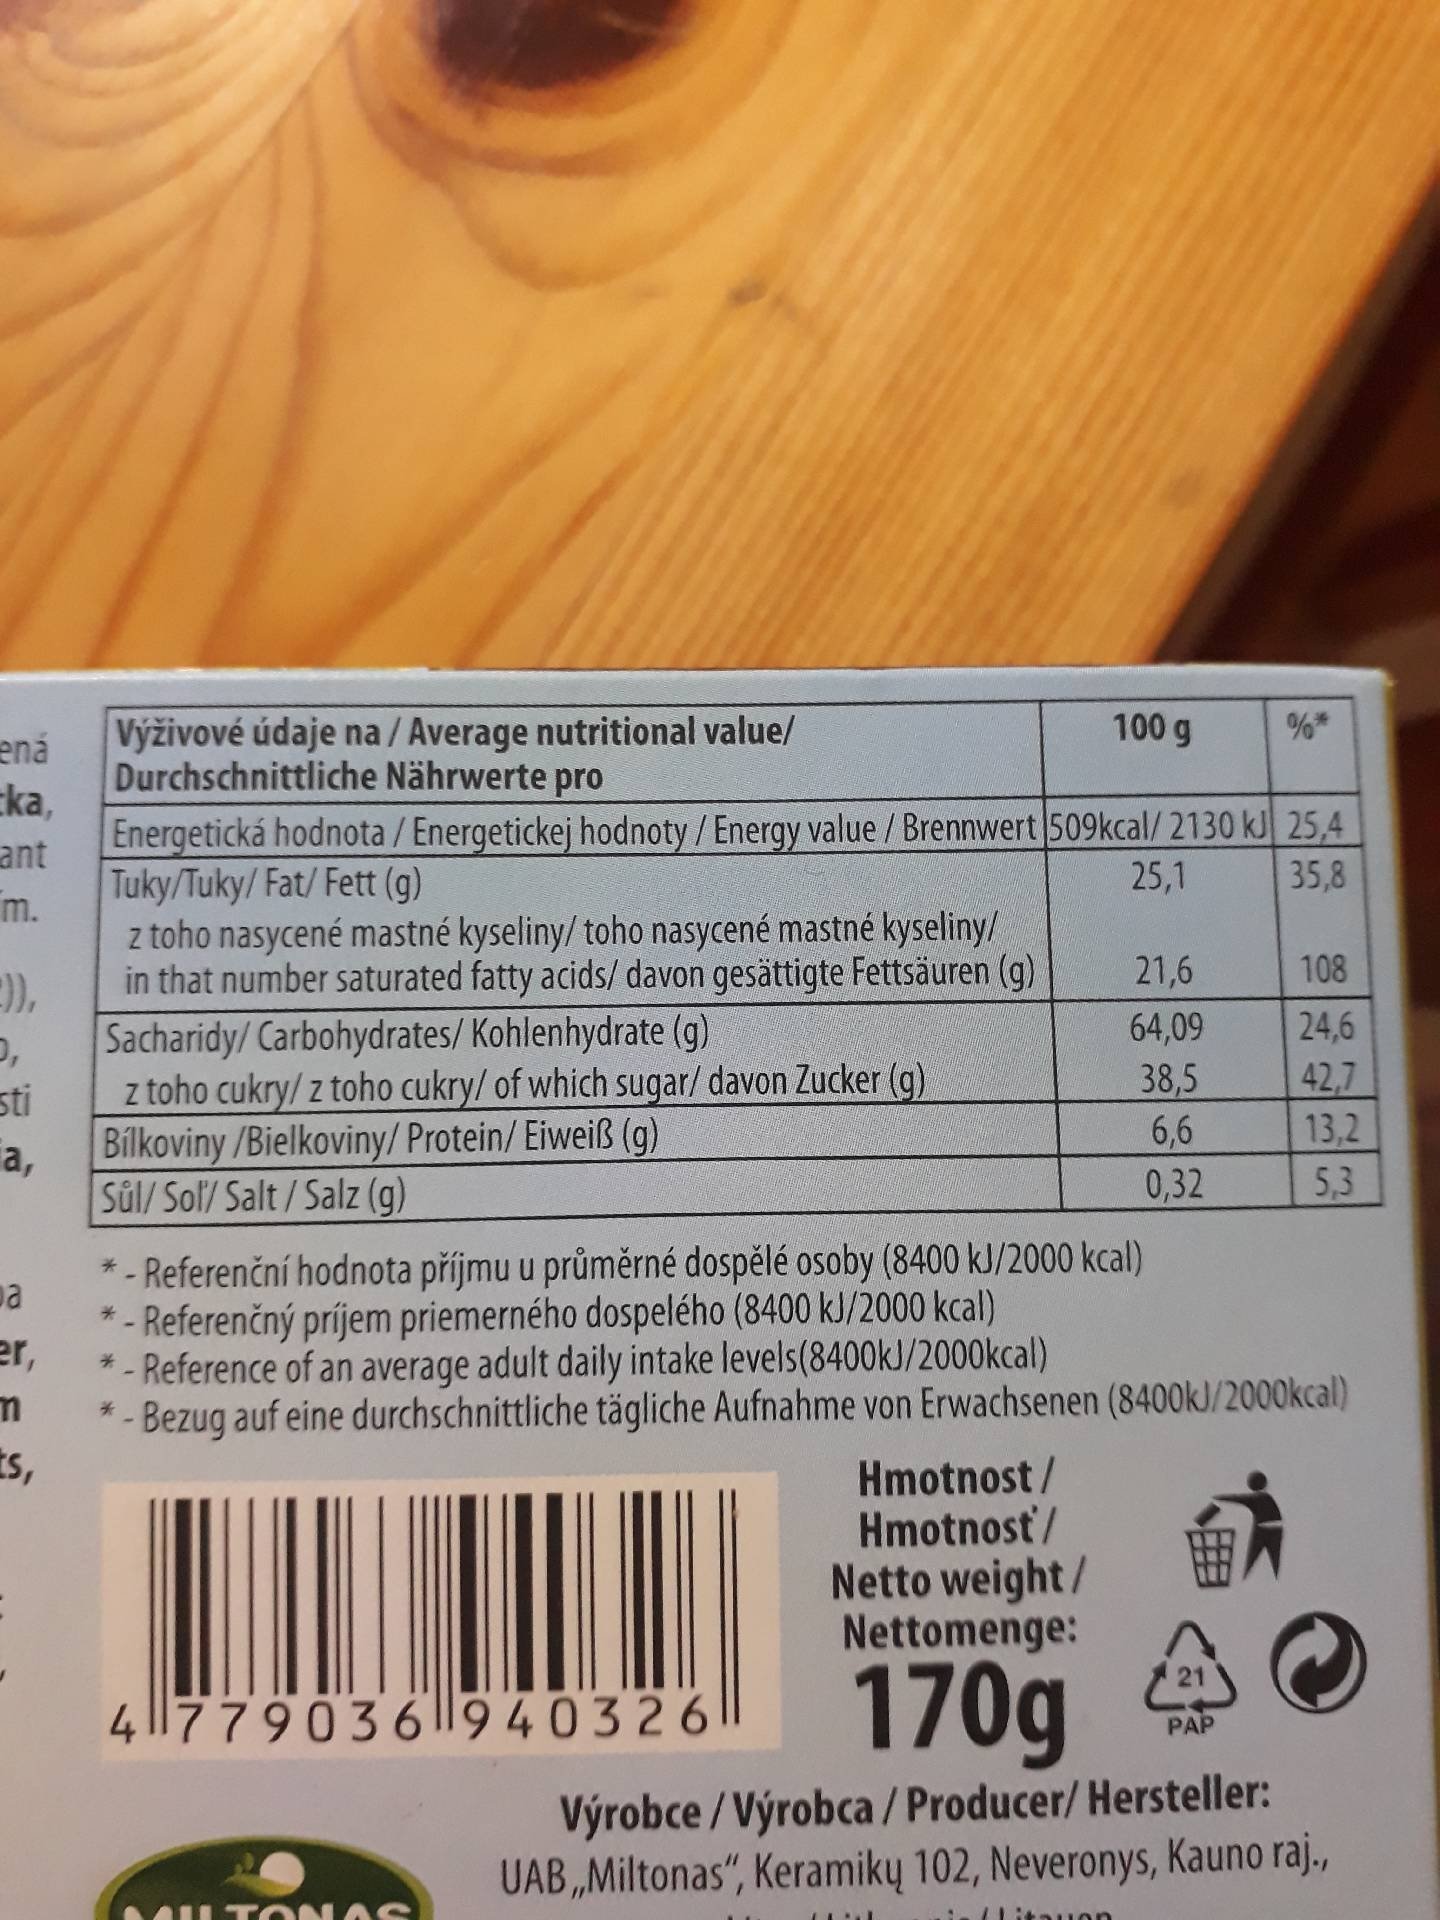 ená
ka,
ant
m.
)),
sti
a,
er,
m
ts,
Výživové údaje na / Average nutritional value/ 100 g %*
Durchschnittliche Nährwerte pro
Energetická hodnota / Energetickej hodnoty / Energy value / Brennwert 509kcal/ 2130 kJ 25,4
Tuky/Tuky/ Fat/ Fett (g) 25,1 35,8
z toho nasycené mastné kyseliny/ toho nasycené mastné kyseliny/
in that number saturated fatty acids/ davon gesättigte Fettsäuren (g) 21,6 108
Sacharidy/ Carbohydrates/ Kohlenhydrate (g) 64,09 24,6
z toho cukry/ z toho cukry/ of which sugar/ davon Zucker (g) 38,5 42,7
Bílkoviny /Bielkoviny/ Protein/ Eiweiß (g) 6,6 13,2
Sůl/ Soľ/ Salt / Salz (g) 0,32 5,3
* - Referenční hodnota příjmu u průměrné dospělé osoby (8400 kJ/2000 kcal)
* - Referenčný príjem priemerného dospelého (8400 kJ/2000 kcal)
* - Reference of an average adult daily intake levels(8400kJ/2000kcal)
* - Bezug auf eine durchschnittliche tägliche Aufnahme von Erwachsenen (8400kJ/2000kcal)
Hmotnost /
Hmotnosť /
Netto weight /
Nettomenge:
170g
21
PAP
4 779036 940326
Výrobce / Výrobca / Producer/ Hersteller:
UAB „Miltonas“, Keramikų 102, Neveronys, Kauno raj.,
MILTONAS